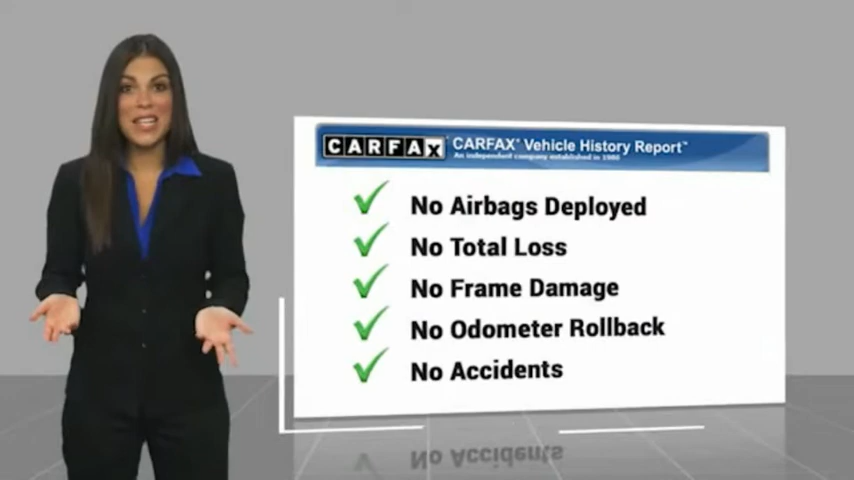 CARFAX
CARFAX® Vehicle History Report™
An independent company established in 1986
No Airbags Deployed
No Total Loss
No Frame Damage
No Odometer Rollback
No Accidents
No Accidents